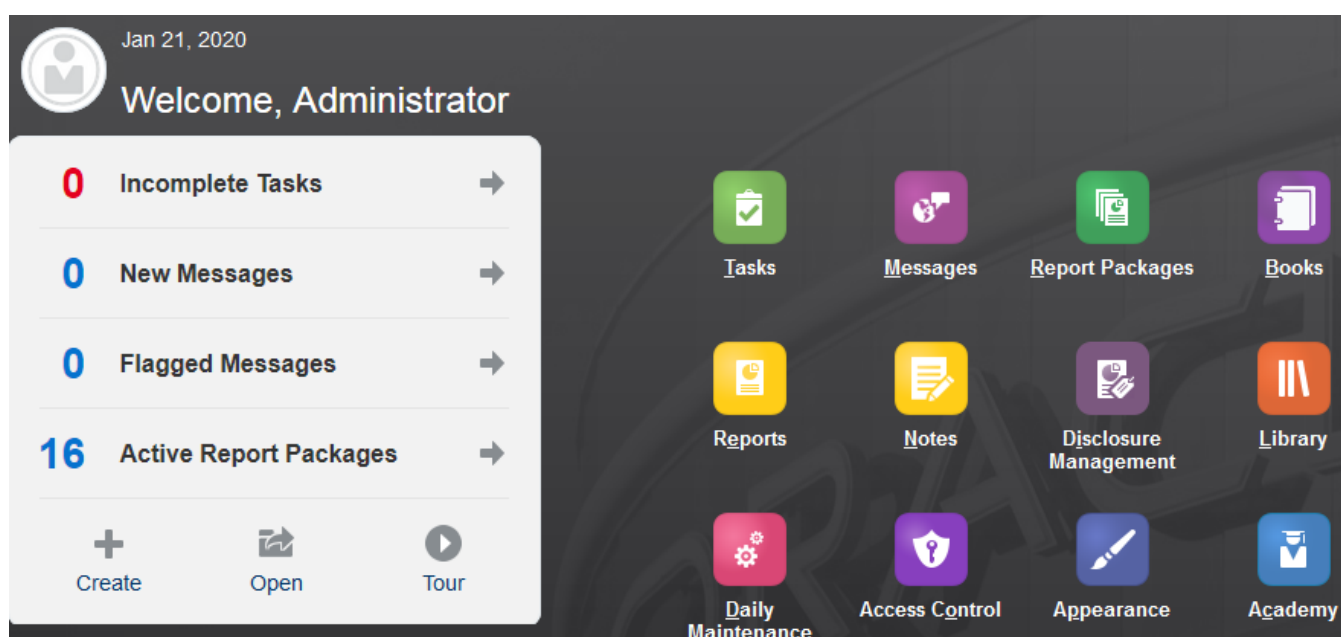 Jan 21, 2020
Welcome, Administrator
0 Incomplete Tasks
0 New Messages
0 Flagged Messages
16 Active Report Packages
Create Open Tour
Tasks Messages Report Packages Books
Reports Notes Disclosure Management Library
Daily Maintenance Access Control Appearance Academy